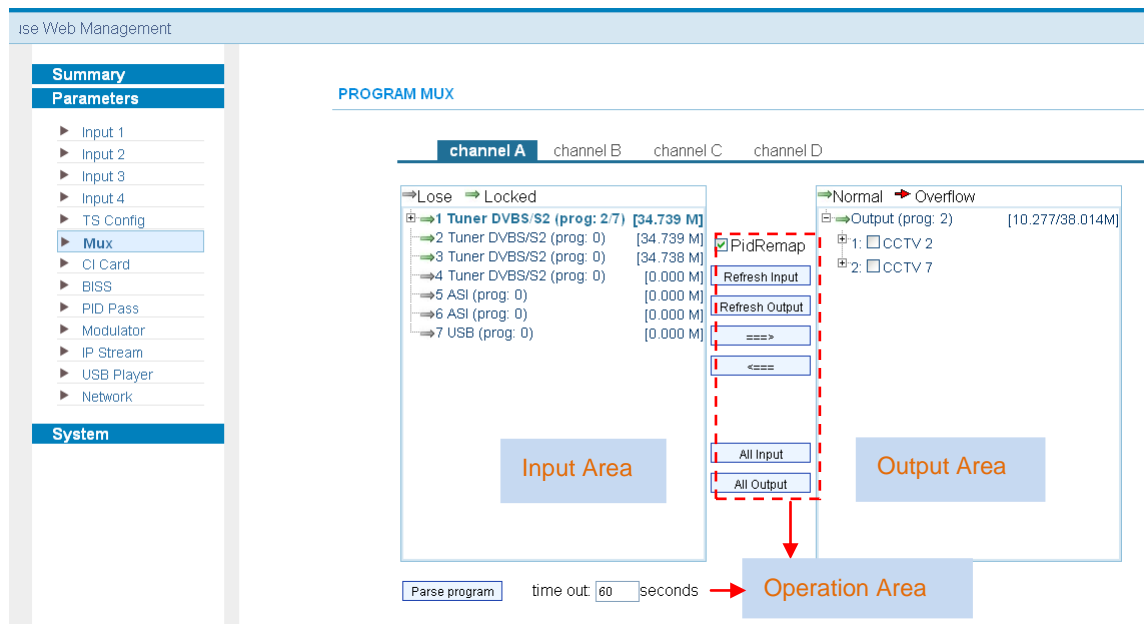 use Web Management
Summary
Parameters
Input 1
Input 2
Input 3
Input 4
TS Config
Mux
CI Card
BISS
PID Pass
Modulator
IP Stream
USB Player
Network
System
PROGRAM MUX
channel A channel B channel C channel D
Lose Locked
1 Tuner DVBS/S2 (prog: 2/7) [34.739 M]
2 Tuner DVBS/S2 (prog: 0) [34.739 M]
3 Tuner DVBS/S2 (prog: 0) [34.738 M]
4 Tuner DVBS/S2 (prog: 0) [0.000 M]
5 ASI (prog: 0) [0.000 M]
6 ASI (prog: 0) [0.000 M]
7 USB (prog: 0) [0.000 M]
Input Area
PidRemap
Refresh Input
Refresh Output
===>
<===
All Input
All Output
Normal Overflow
Output (prog: 2) [10.277/38.014M]
1: CCTV 2
2: CCTV 7
Output Area
Parse program time out: 60 seconds
Operation Area